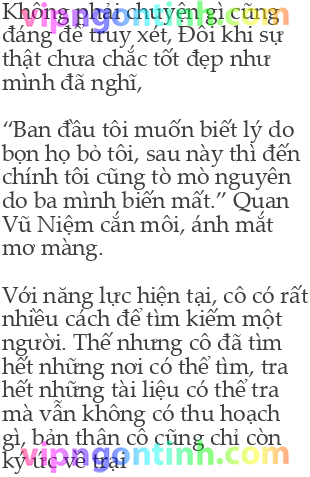 vipngontinh.com
Không phải chuyện gì cũng
đáng để truy xét, Đôi khi sự
thật chưa chắc tốt đẹp như
mình đã nghĩ,
“Ban đầu tôi muốn biết lý do
bọn họ bỏ tôi, sau này thì đến
chính tôi cũng tò mò nguyên
do ba mình biến mất.” Quan
Vũ Niệm cắn môi, ánh mắt
mơ màng.
Với năng lực hiện tại, cô có rất
nhiều cách để tìm kiếm một
người. Thế nhưng cô đã tìm
hết những nơi có thể tìm, tra
hết những tài liệu có thể tra
mà vẫn không có thu hoạch
gì, bản thân cô cũng chỉ còn
ký ức về trại
vipngontinh.com